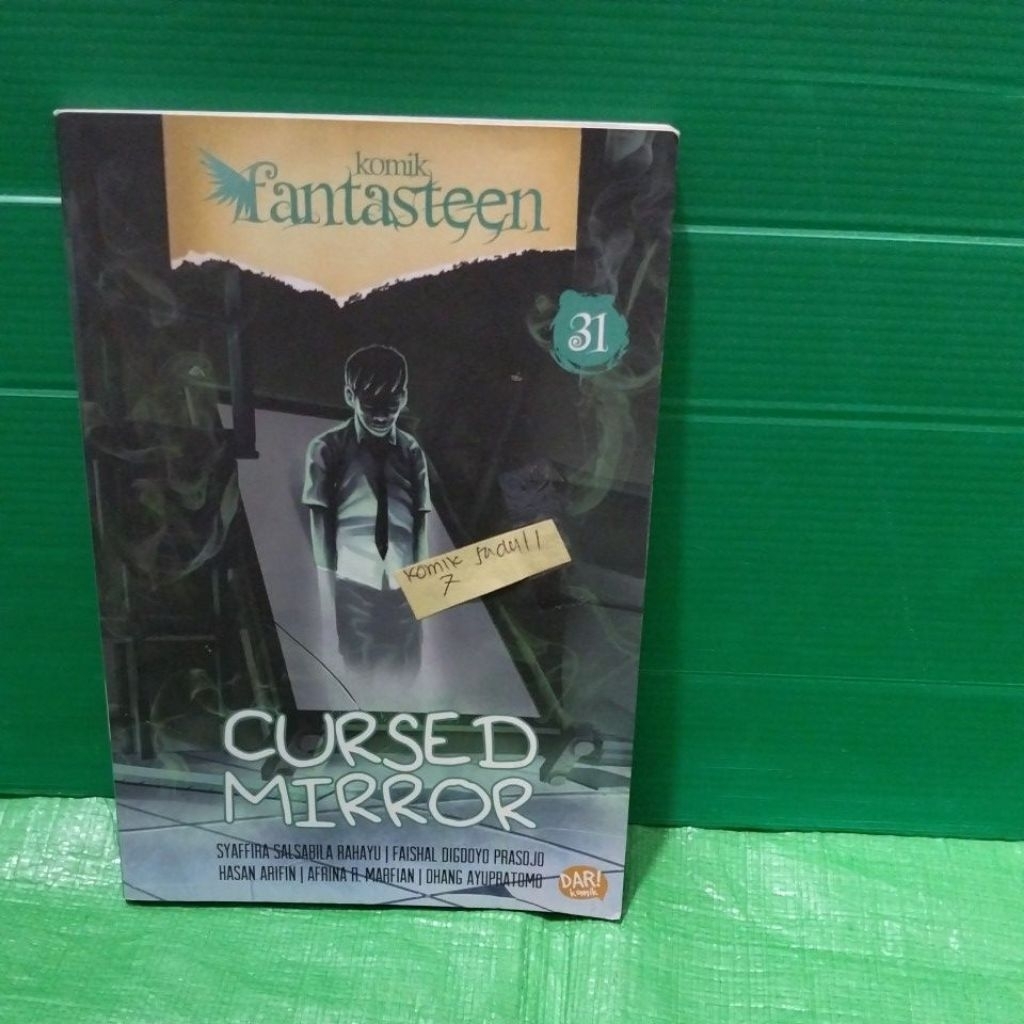 komik
fantasteen
31
komik jadul1
7
CURSED
MIRROR
SYAFFIRA SALSABILA RAHAYU | FAISHAL DIGDOYO PRASOJO
HASAN ARIFIN | AFRINA R. MARFIAN | DHANG AYUPRATOMO
DAR!
komik